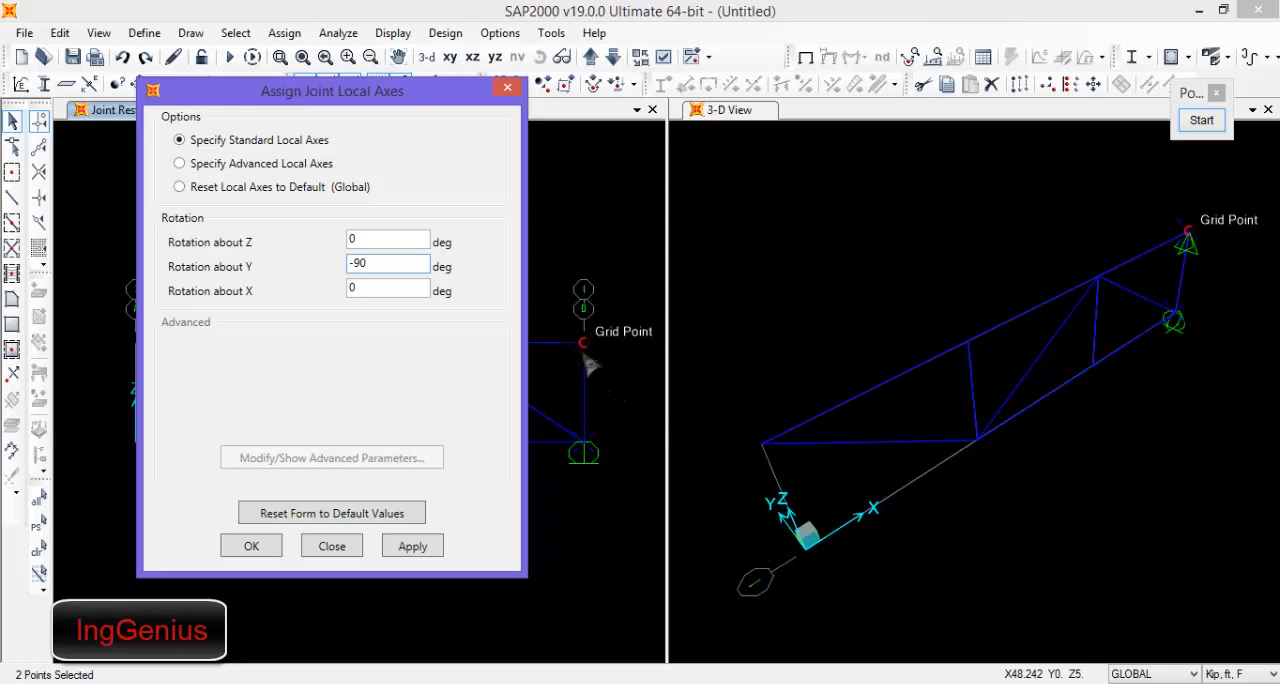 SAP2000 v19.0.0 Ultimate 64-bit - (Untitled)
File Edit View Define Draw Select Assign Analyze Display Design Options Tools Help
3-d xy xz yz nv
nd
Assign Joint Local Axes
Joint Res
3-D View
Po...
Start
Options
Specify Standard Local Axes
Specify Advanced Local Axes
Reset Local Axes to Default (Global)
Rotation
Rotation about Z 0 deg
Rotation about Y -90 deg
Rotation about X 0 deg
Advanced
Modify/Show Advanced Parameters...
Reset Form to Default Values
OK Close Apply
Grid Point
Grid Point
Z
Y
X
all
PS
clr
IngGenius
2 Points Selected
X48.242 Y0. Z5.
GLOBAL
Kip, ft, F